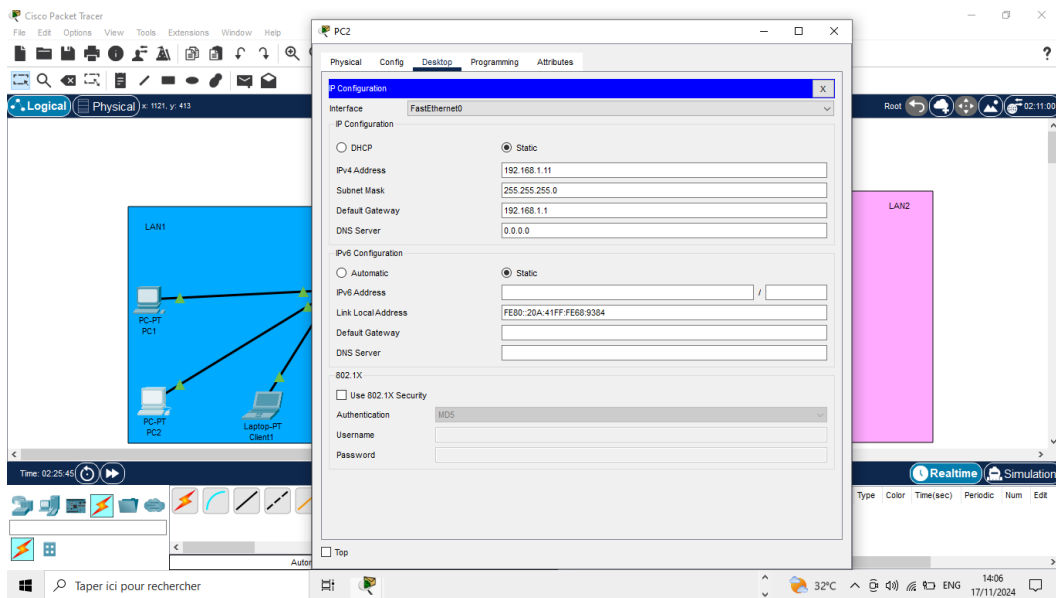 Cisco Packet Tracer
File Edit Options View Tools Extensions Window Help
PC2
Physical Config Desktop Programming Attributes
IP Configuration X
Interface FastEthernet0
IP Configuration
DHCP Static
IPv4 Address 192.168.1.11
Subnet Mask 255.255.255.0
Default Gateway 192.168.1.1
DNS Server 0.0.0.0
IPv6 Configuration
Automatic Static
IPv6 Address /
Link Local Address FE80::20A:41FF:FE68:9384
Default Gateway
DNS Server
802.1X
Use 802.1X Security
Authentication MD5
Username
Password
Top
Logical Physical x: 1121, y: 413
Root 02:11:00
LAN1
PC-PT
PC1
PC-PT
PC2
Laptop-PT
Client1
LAN2
Time: 02:25:45
Realtime Simulation
Type Color Time(sec) Periodic Num Edit
Taper ici pour rechercher
32°C ENG 14:06
17/11/2024